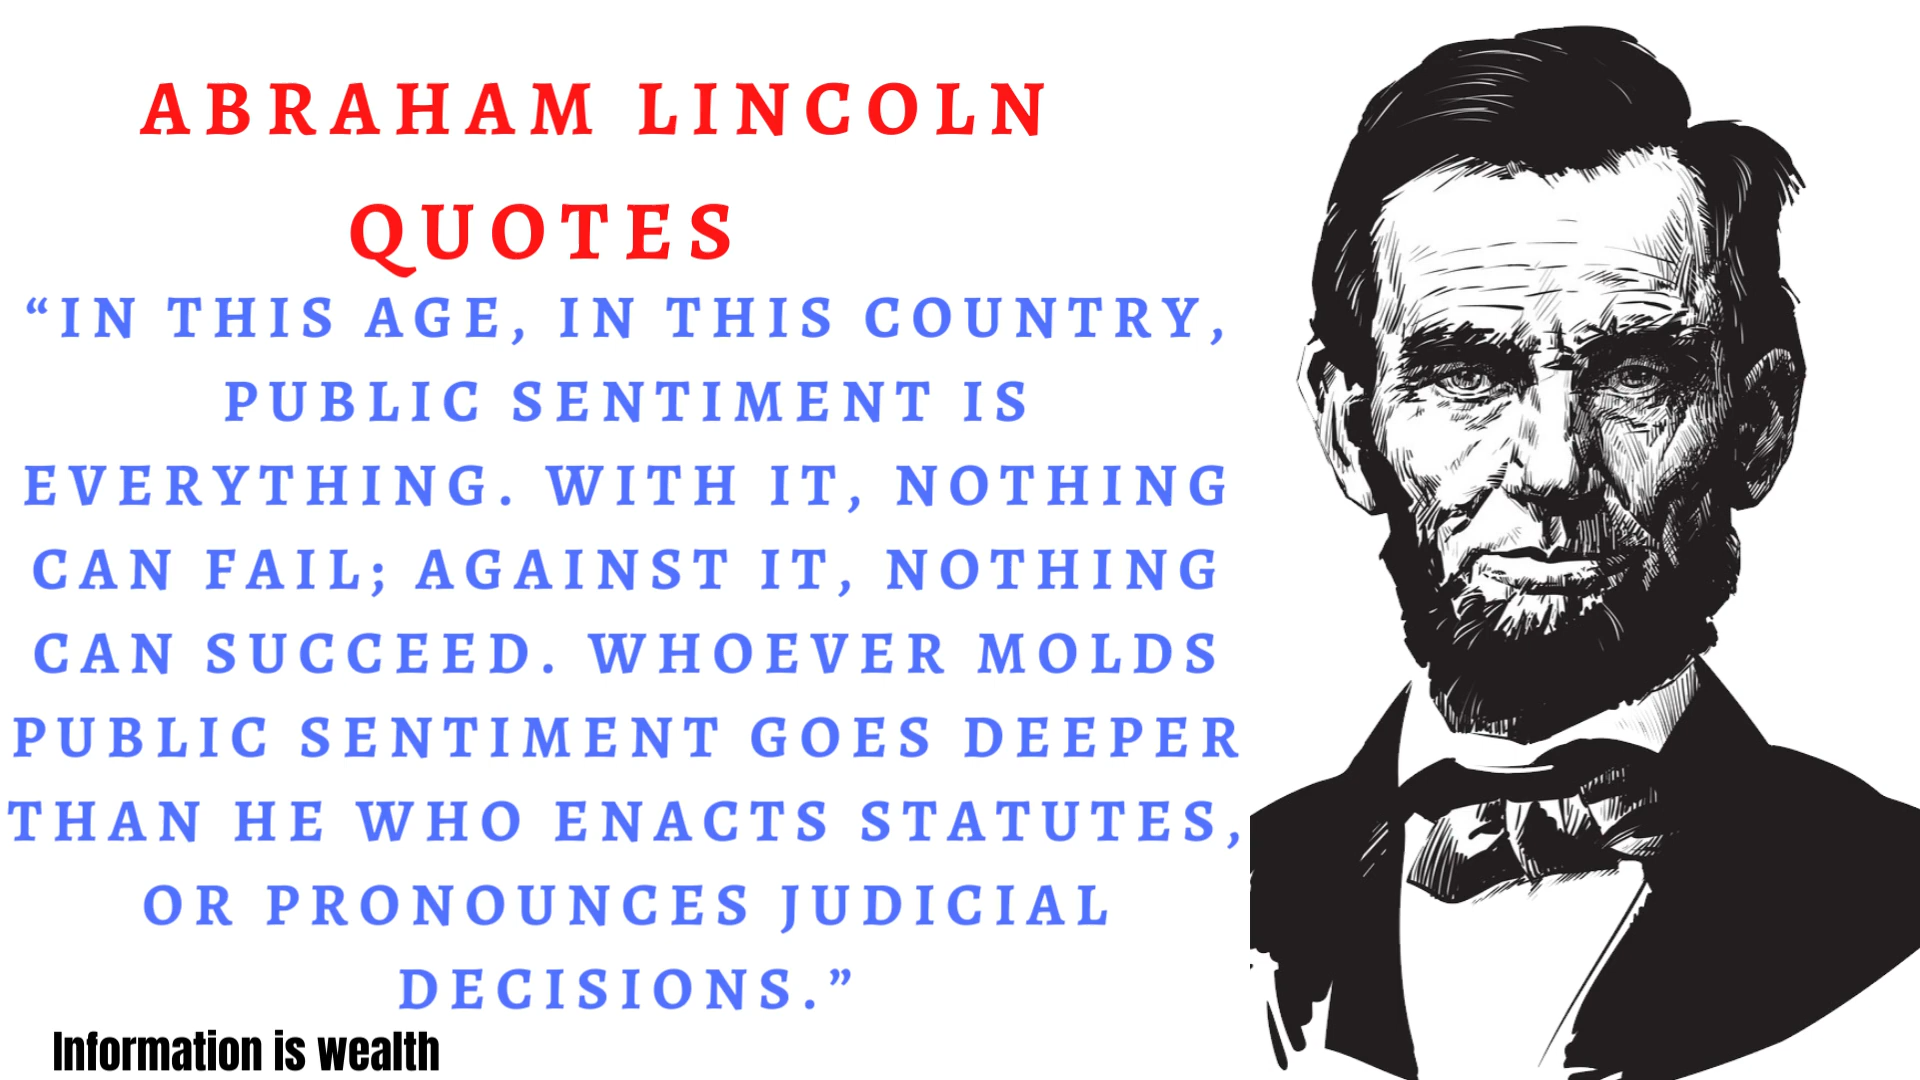 ABRAHAM LINCOLN
QUOTES
“IN THIS AGE, IN THIS COUNTRY,
PUBLIC SENTIMENT IS
EVERYTHING. WITH IT, NOTHING
CAN FAIL; AGAINST IT, NOTHING
CAN SUCCEED. WHOEVER MOLDS
PUBLIC SENTIMENT GOES DEEPER
THAN HE WHO ENACTS STATUTES,
OR PRONOUNCES JUDICIAL
DECISIONS.”
Information is wealth